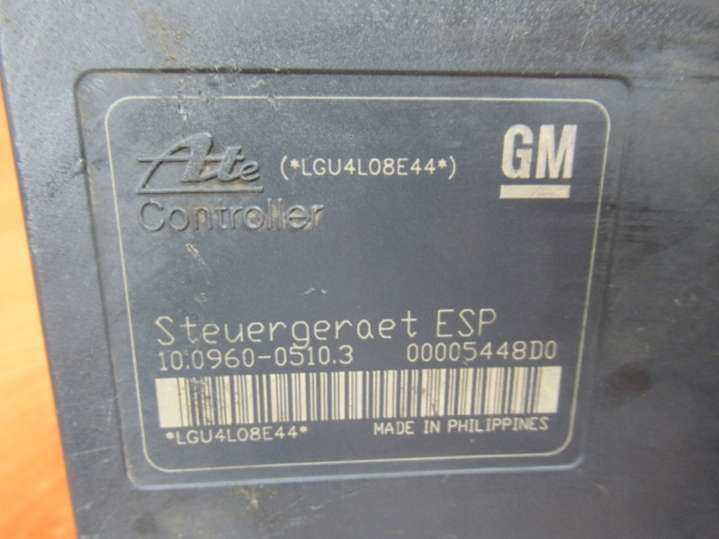 Ate (*LGU4L08E44*) GM
Controller
Steuergeraet ESP
10.0960-0510.3 00005448D0
*LGU4L08E44* MADE IN PHILIPPINES